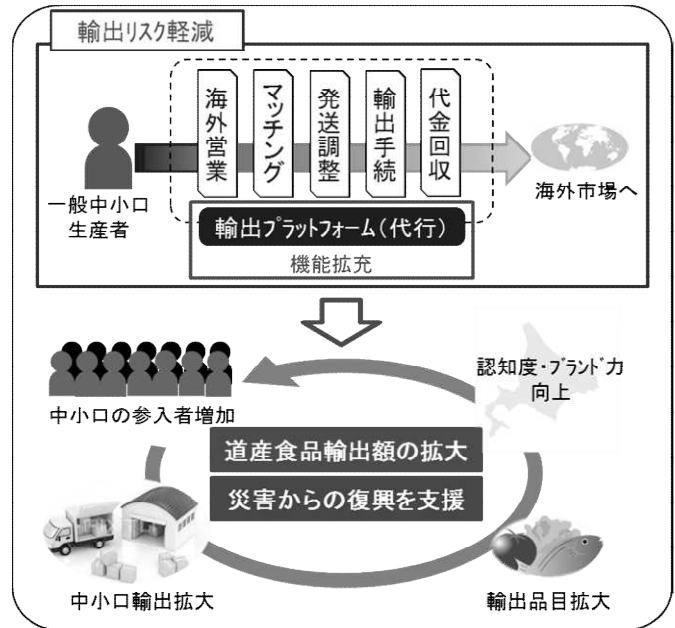 輸出リスク軽減
海外営業
マッチング
発送調整
輸出手続
代金回収
一般中小口
生産者
海外市場へ
輸出プラットフォーム(代行)
機能拡充
中小口の参入者増加
認知度・ブランド力
向上
道産食品輸出額の拡大
災害からの復興を支援
中小口輸出拡大
輸出品目拡大